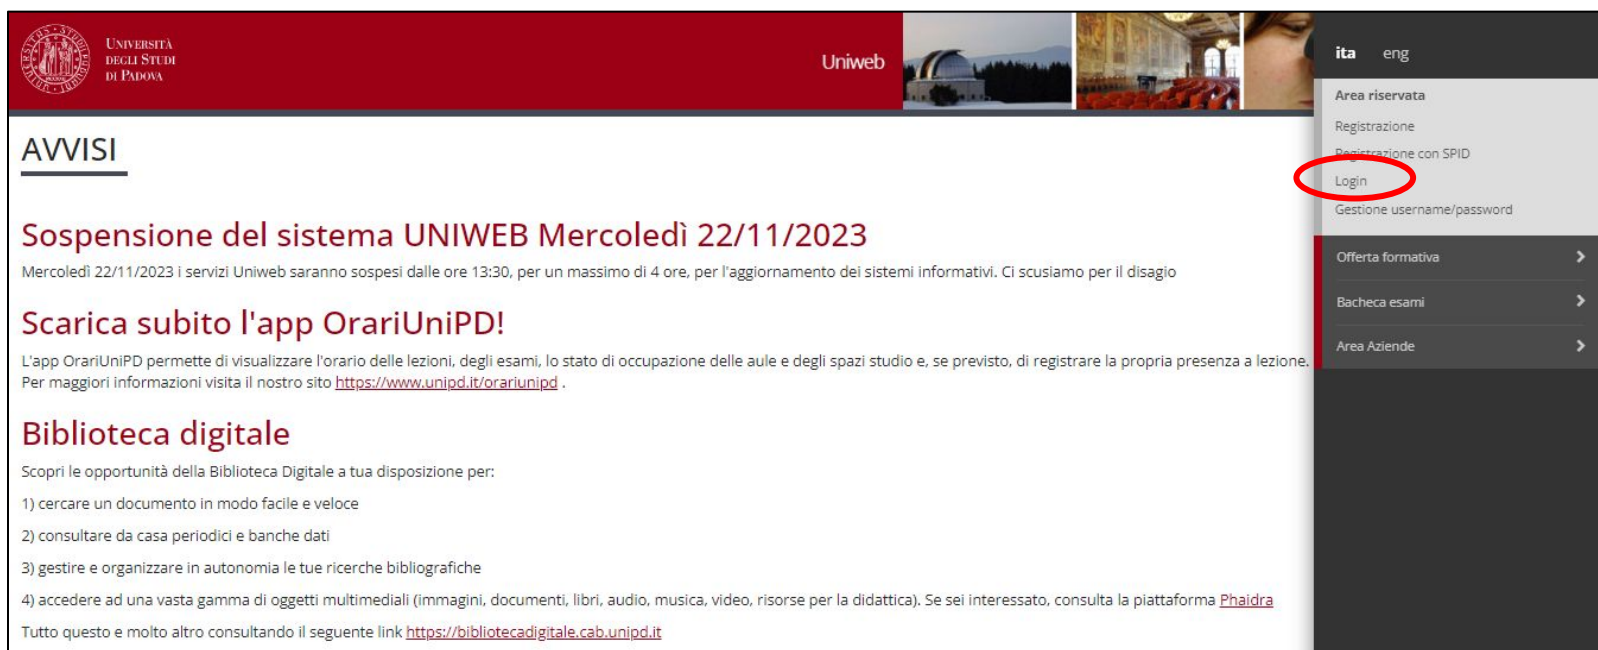 UNIVERSITÀ
DEGLI STUDI
DI PADOVA
Uniweb
ita eng
Area riservata
Registrazione
Registrazione con SPID
Login
Gestione username/password
Offerta formativa
Bacheca esami
Area Aziende
AVVISI
Sospensione del sistema UNIWEB Mercoledì 22/11/2023
Mercoledì 22/11/2023 i servizi Uniweb saranno sospesi dalle ore 13:30, per un massimo di 4 ore, per l'aggiornamento dei sistemi informativi. Ci scusiamo per il disagio
Scarica subito l'app OrariUniPD!
L'app OrariUniPD permette di visualizzare l'orario delle lezioni, degli esami, lo stato di occupazione delle aule e degli spazi studio e, se previsto, di registrare la propria presenza a lezione.
Per maggiori informazioni visita il nostro sito https://www.unipd.it/orariunipd .
Biblioteca digitale
Scopri le opportunità della Biblioteca Digitale a tua disposizione per:
1) cercare un documento in modo facile e veloce
2) consultare da casa periodici e banche dati
3) gestire e organizzare in autonomia le tue ricerche bibliografiche
4) accedere ad una vasta gamma di oggetti multimediali (immagini, documenti, libri, audio, musica, video, risorse per la didattica). Se sei interessato, consulta la piattaforma Phaidra
Tutto questo e molto altro consultando il seguente link https://bibliotecadigitale.cab.unipd.it